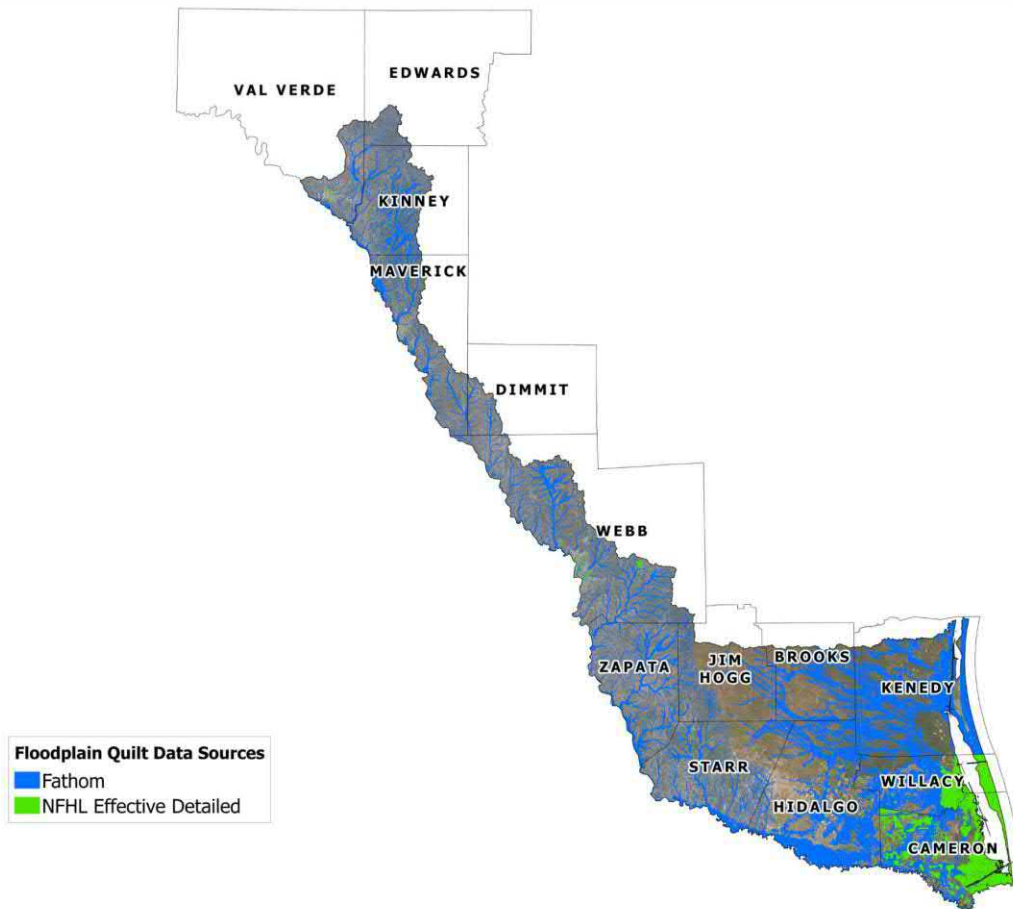 EDWARDS
VAL VERDE
KINNEY
MAVERICK
DIMMIT
WEBB
ZAPATA
JIM
HOGG
BROOKS
KENEDY
STARR
WILLACY
HIDALGO
CAMERON
Floodplain Quilt Data Sources
Fathom
NFHL Effective Detailed